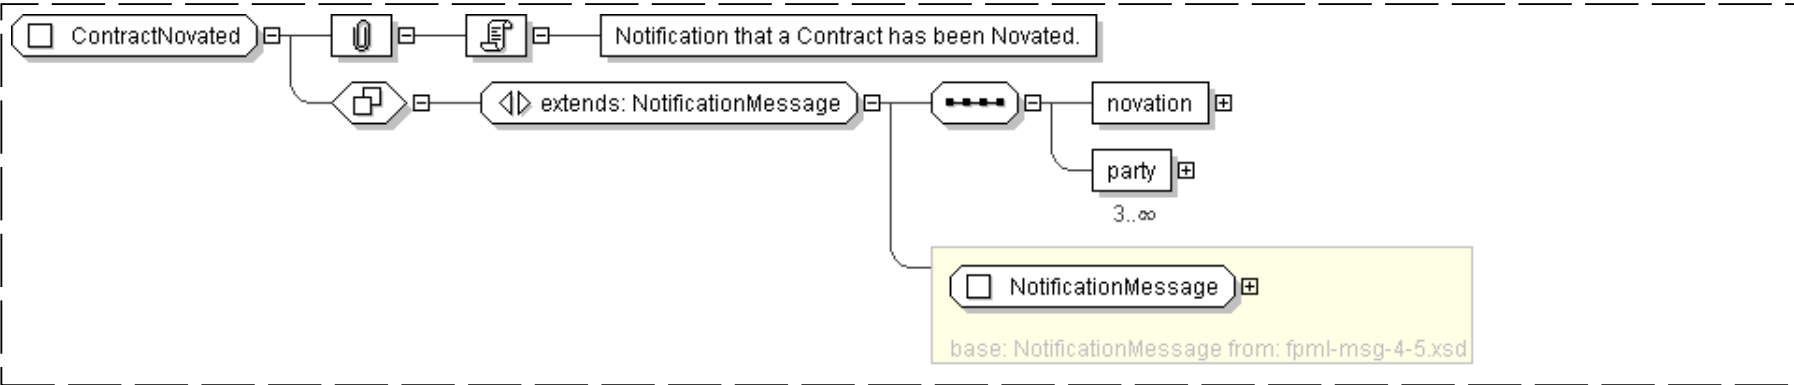 ContractNovated
Notification that a Contract has been Novated.
extends: NotificationMessage
novation
party
3..∞
NotificationMessage
base: NotificationMessage from: fpml-msg-4-5.xsd